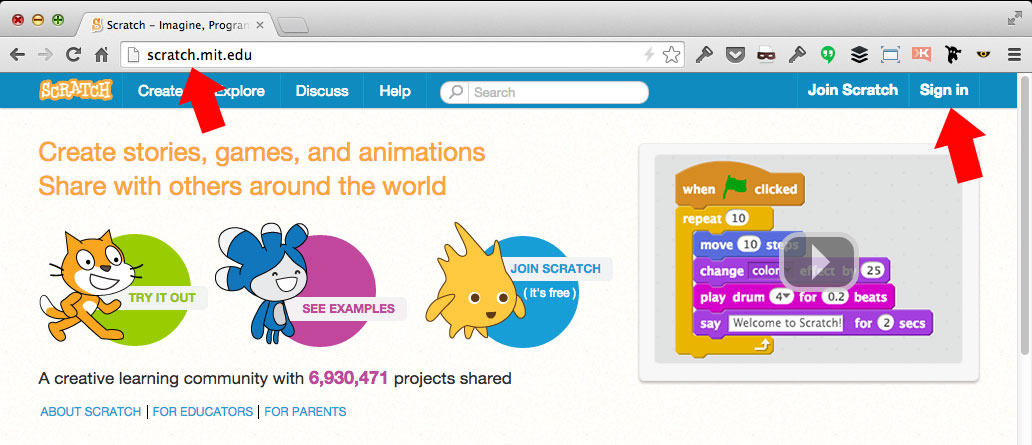 Scratch – Imagine, Program
scratch.mit.edu
SCRATCH Create Explore Discuss Help Search Join Scratch Sign in
Create stories, games, and animations
Share with others around the world
TRY IT OUT
SEE EXAMPLES
JOIN SCRATCH
( it's free )
when clicked
repeat 10
move 10 steps
change color effect by 25
play drum 4 for 0.2 beats
say Welcome to Scratch! for 2 secs
A creative learning community with 6,930,471 projects shared
ABOUT SCRATCH | FOR EDUCATORS | FOR PARENTS